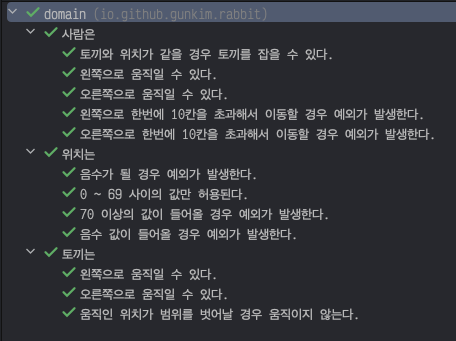 domain (io.github.gunkim.rabbit)
사람은
토끼와 위치가 같을 경우 토끼를 잡을 수 있다.
왼쪽으로 움직일 수 있다.
오른쪽으로 움직일 수 있다.
왼쪽으로 한번에 10칸을 초과해서 이동할 경우 예외가 발생한다.
오른쪽으로 한번에 10칸을 초과해서 이동할 경우 예외가 발생한다.
위치는
음수가 될 경우 예외가 발생한다.
0 ~ 69 사이의 값만 허용된다.
70 이상의 값이 들어올 경우 예외가 발생한다.
음수 값이 들어올 경우 예외가 발생한다.
토끼는
왼쪽으로 움직일 수 있다.
오른쪽으로 움직일 수 있다.
움직인 위치가 범위를 벗어날 경우 움직이지 않는다.